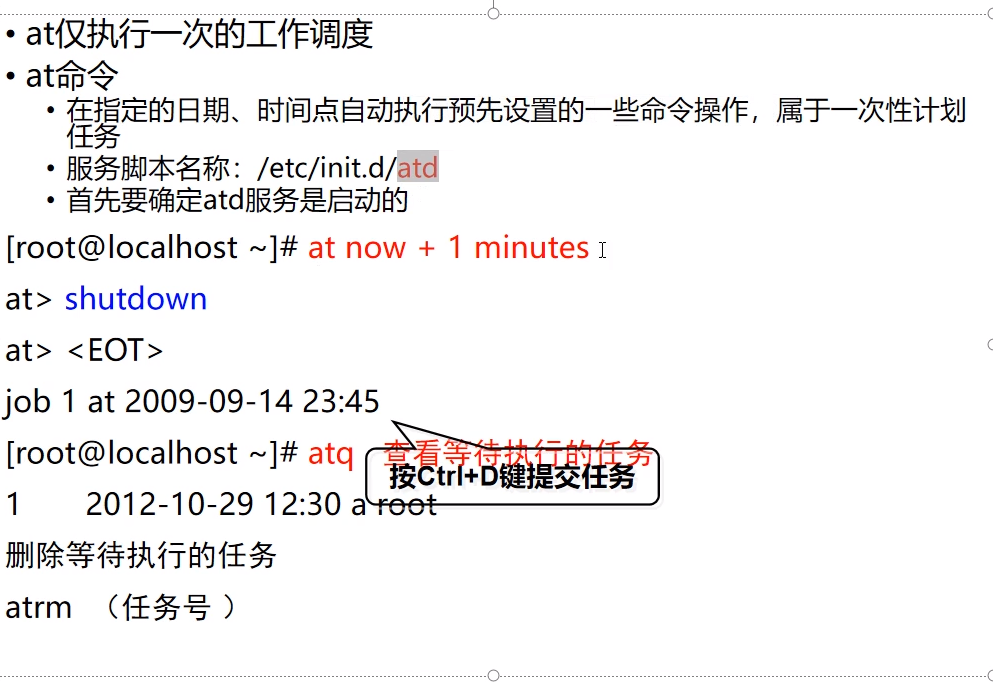 • at仅执行一次的工作调度
• at命令
• 在指定的日期、时间点自动执行预先设置的一些命令操作，属于一次性计划
任务
• 服务脚本名称：/etc/init.d/atd
• 首先要确定atd服务是启动的
[root@localhost ~]# at now + 1 minutes
at> shutdown
at> <EOT>
job 1 at 2009-09-14 23:45
[root@localhost ~]# atq 查看等待执行的任务
按Ctrl+D键提交任务
1 2012-10-29 12:30 a root
删除等待执行的任务
atrm （任务号 ）